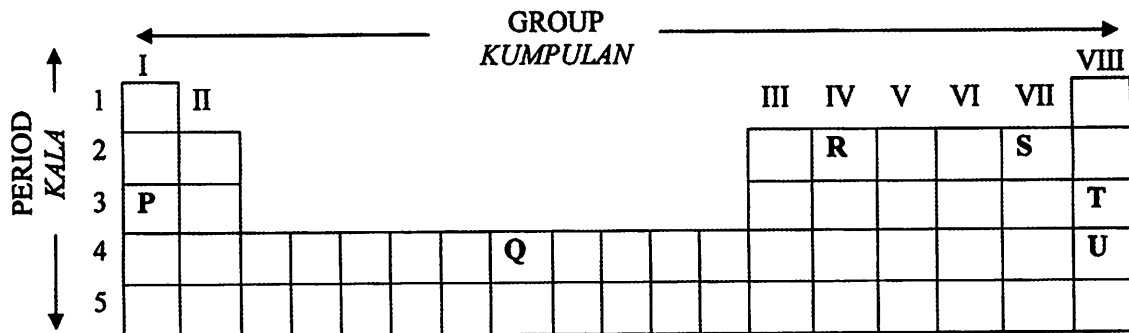 GROUP
KUMPULAN
PERIOD
KALA
I VIII
1 II III IV V VI VII
2 R S
3 P T
4 Q U
5